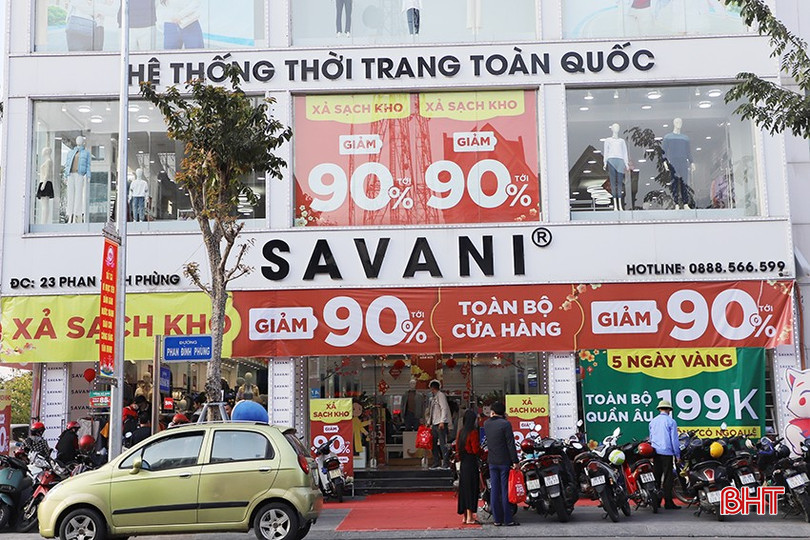 HỆ THỐNG THỜI TRANG TOÀN QUỐC
XẢ SẠCH KHO XẢ SẠCH KHO
GIẢM GIẢM
90 TỚI % 90 TỚI %
SAVANI®
ĐC: 23 PHAN ĐÌNH PHÙNG
HOTLINE: 0888.566.599
XẢ SẠCH KHO
GIẢM 90 TỚI %
TOÀN BỘ
CỬA HÀNG
GIẢM 90 TỚI %
ĐƯỜNG
PHAN ĐÌNH PHÙNG
5 NGÀY VÀNG
TOÀN BỘ
QUẦN ÂU 199K
SAVANI
XẢ SẠCH KHO
90
XẢ SẠCH KHO
BHT